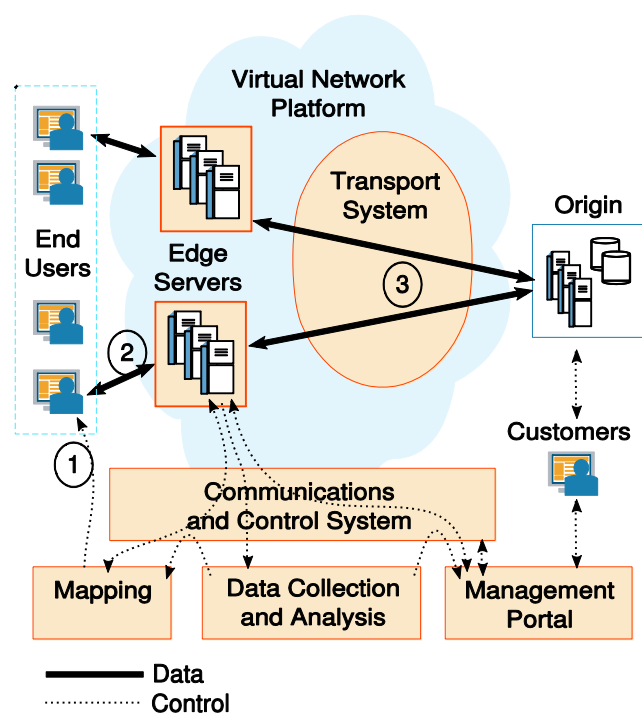 Virtual Network
Platform
Transport
System
Origin
End
Users
Edge
Servers
3
2
1
Customers
Communications
and Control System
Mapping
Data Collection
and Analysis
Management
Portal
Data
Control